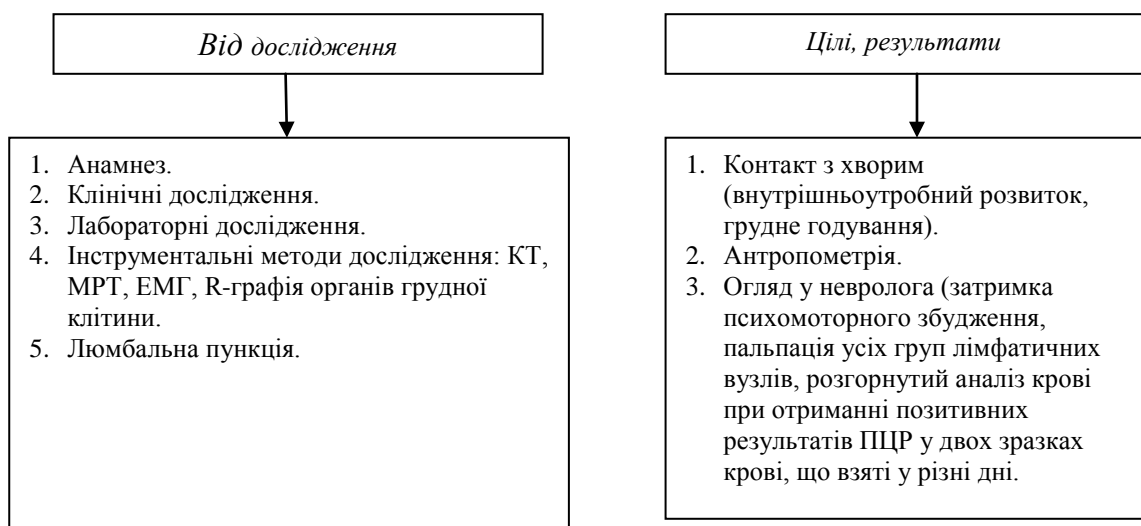 Від дослідження
1. Анамнез.
2. Клінічні дослідження.
3. Лабораторні дослідження.
4. Інструментальні методи дослідження: КТ,
МРТ, ЕМГ, R-графія органів грудної
клітини.
5. Люмбальна пункція.
Цілі, результати
1. Контакт з хворим
(внутрішньоутробний розвиток,
грудне годування).
2. Антропометрія.
3. Огляд у невролога (затримка
психомоторного збудження,
пальпація усіх груп лімфатичних
вузлів, розгорнутий аналіз крові
при отриманні позитивних
результатів ПЦР у двох зразках
крові, що взяті у різні дні.